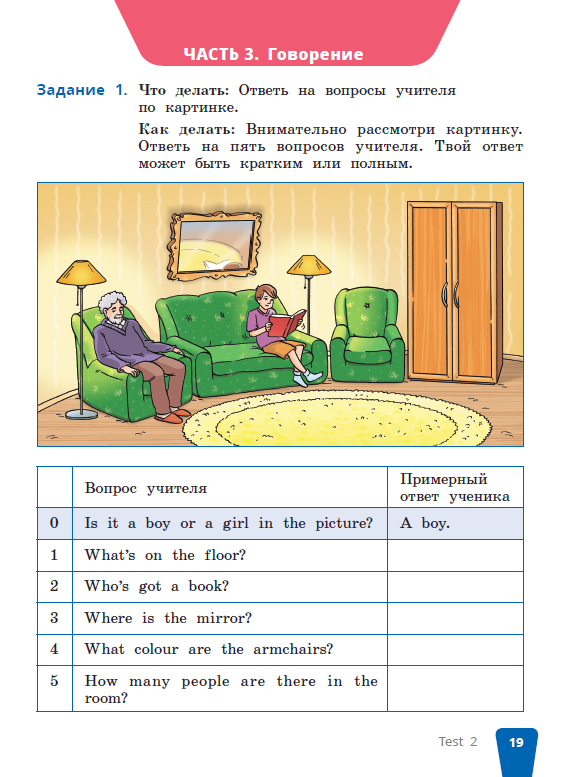 ЧАСТЬ 3. Говорение
Задание 1. Что делать: Ответь на вопросы учителя
по картинке.
Как делать: Внимательно рассмотри картинку.
Ответь на пять вопросов учителя. Твой ответ
может быть кратким или полным.
Вопрос учителя
Примерный
ответ ученика
0 Is it a boy or a girl in the picture? A boy.
1 What's on the floor?
2 Who's got a book?
3 Where is the mirror?
4 What colour are the armchairs?
5 How many people are there in the
room?
Test 2 19